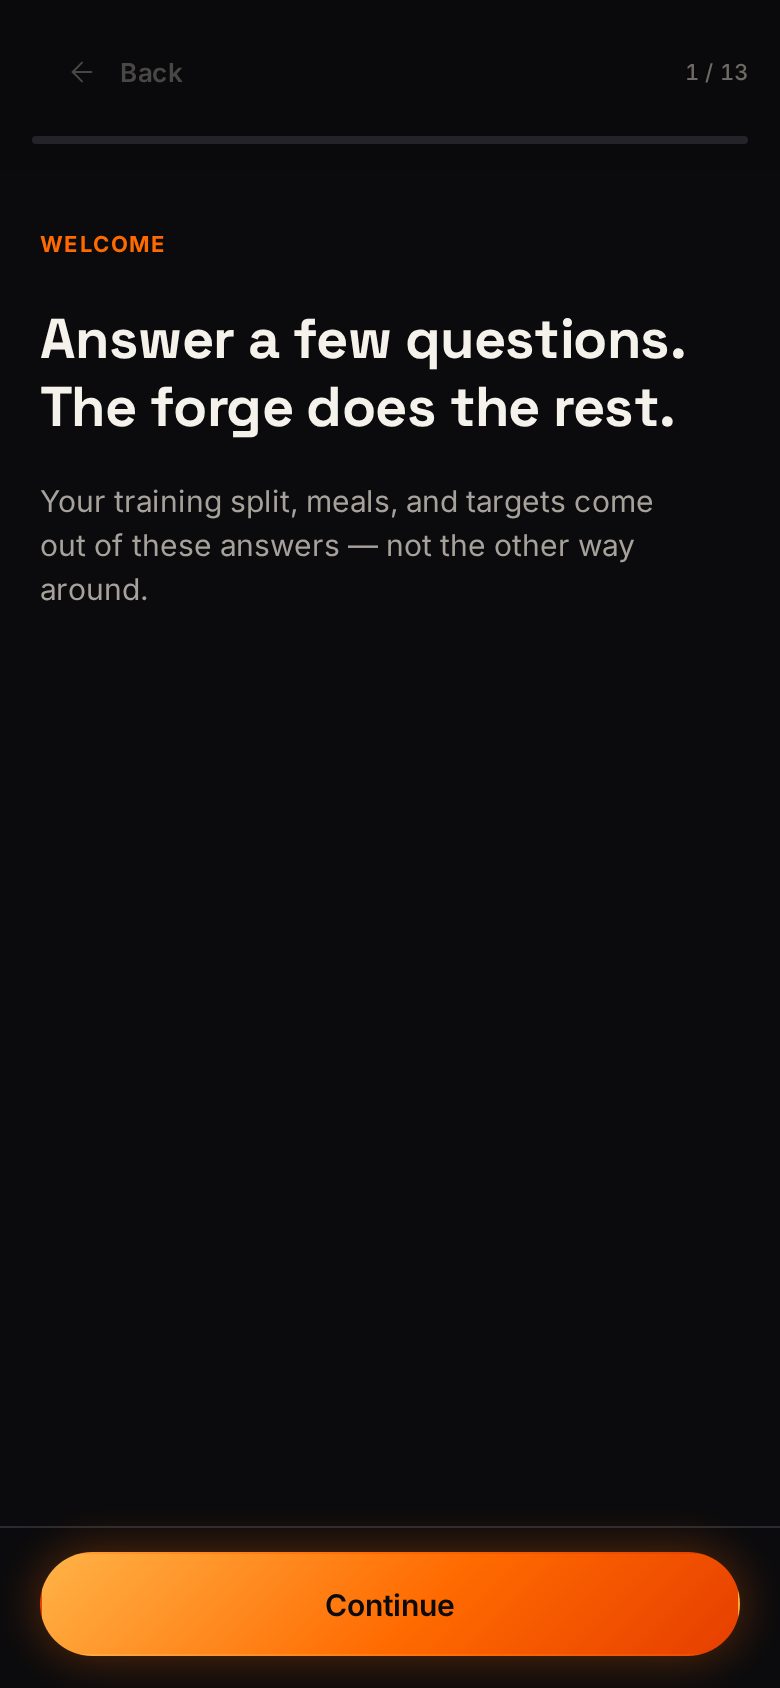 Back
1 / 13
WELCOME
Answer a few questions.
The forge does the rest.
Your training split, meals, and targets come
out of these answers — not the other way
around.
Continue